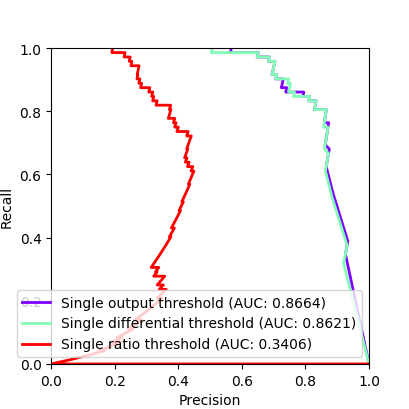 1.0
0.8
0.6
0.4
0.2
0.0
Recall
Single output threshold (AUC: 0.8664)
Single differential threshold (AUC: 0.8621)
Single ratio threshold (AUC: 0.3406)
0.0 0.2 0.4 0.6 0.8 1.0
Precision